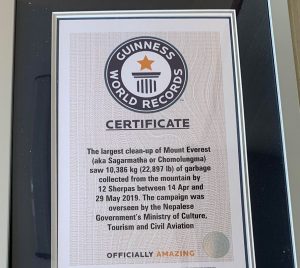 GUINNESS
WORLD RECORDS
CERTIFICATE
The largest clean-up of Mount Everest
(aka Sagarmatha or Chomolungma)
saw 10,386 kg (22,897 lb) of garbage
collected from the mountain by
12 Sherpas between 14 Apr and
29 May 2019. The campaign was
overseen by the Nepalese
Government's Ministry of Culture,
Tourism and Civil Aviation
OFFICIALLY AMAZING